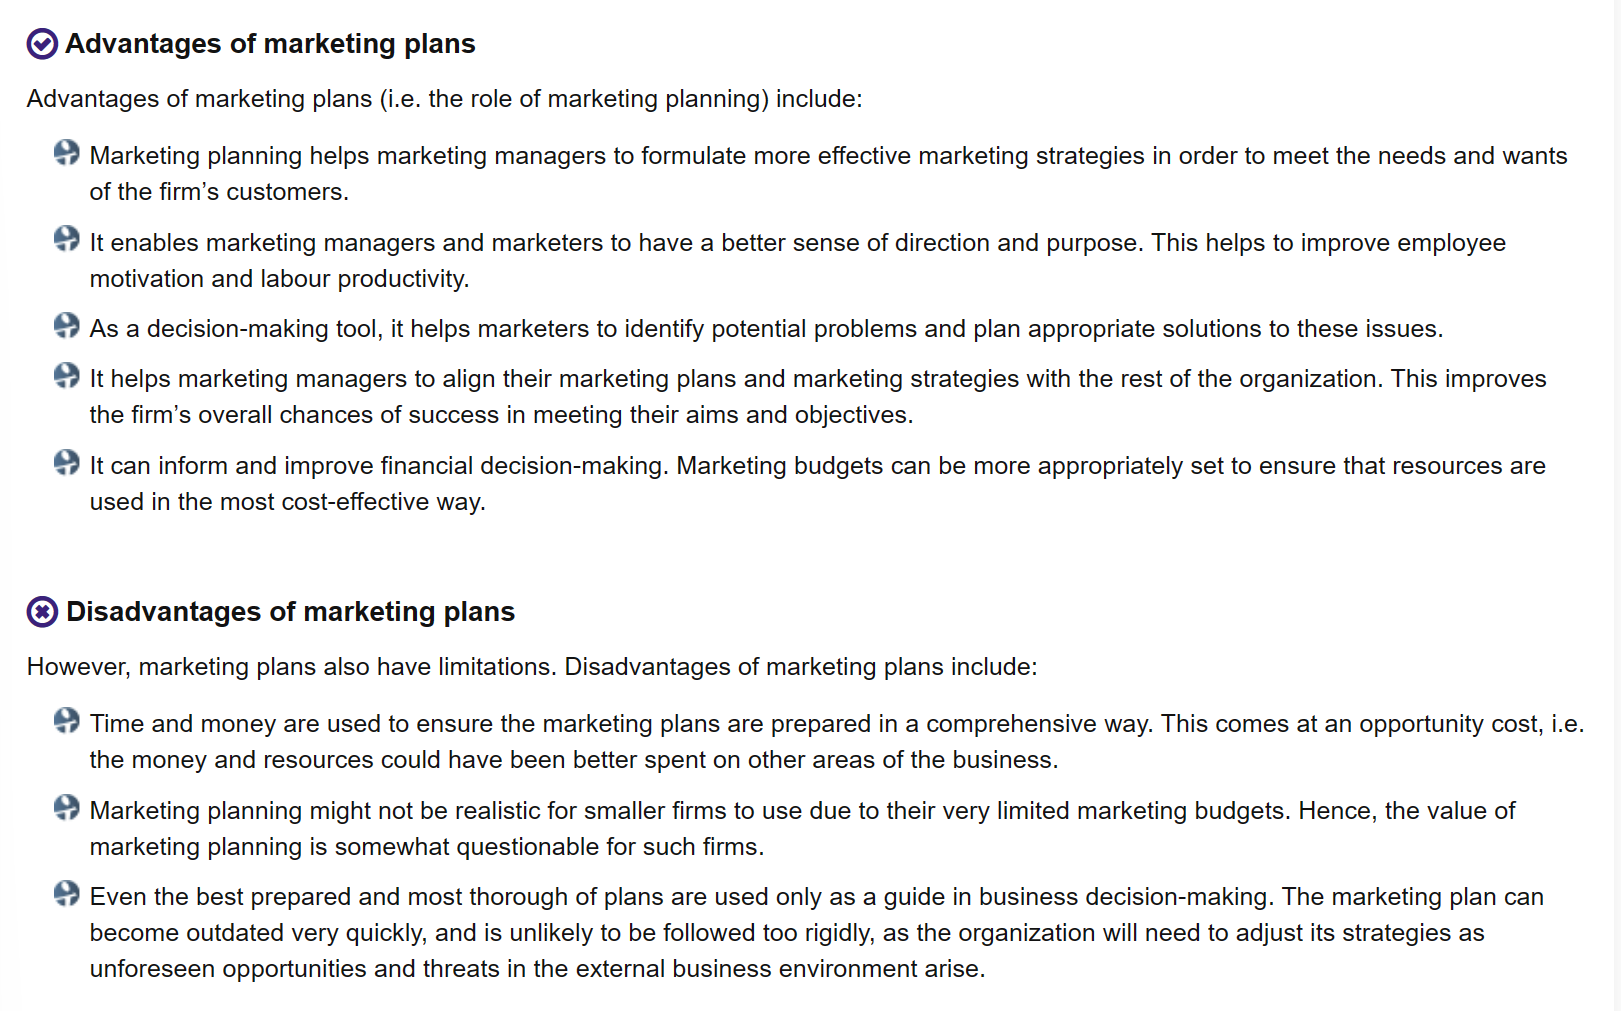 Advantages of marketing plans
Advantages of marketing plans (i.e. the role of marketing planning) include:
Marketing planning helps marketing managers to formulate more effective marketing strategies in order to meet the needs and wants
of the firm’s customers.
It enables marketing managers and marketers to have a better sense of direction and purpose. This helps to improve employee
motivation and labour productivity.
As a decision-making tool, it helps marketers to identify potential problems and plan appropriate solutions to these issues.
It helps marketing managers to align their marketing plans and marketing strategies with the rest of the organization. This improves
the firm’s overall chances of success in meeting their aims and objectives.
It can inform and improve financial decision-making. Marketing budgets can be more appropriately set to ensure that resources are
used in the most cost-effective way.
Disadvantages of marketing plans
However, marketing plans also have limitations. Disadvantages of marketing plans include:
Time and money are used to ensure the marketing plans are prepared in a comprehensive way. This comes at an opportunity cost, i.e.
the money and resources could have been better spent on other areas of the business.
Marketing planning might not be realistic for smaller firms to use due to their very limited marketing budgets. Hence, the value of
marketing planning is somewhat questionable for such firms.
Even the best prepared and most thorough of plans are used only as a guide in business decision-making. The marketing plan can
become outdated very quickly, and is unlikely to be followed too rigidly, as the organization will need to adjust its strategies as
unforeseen opportunities and threats in the external business environment arise.